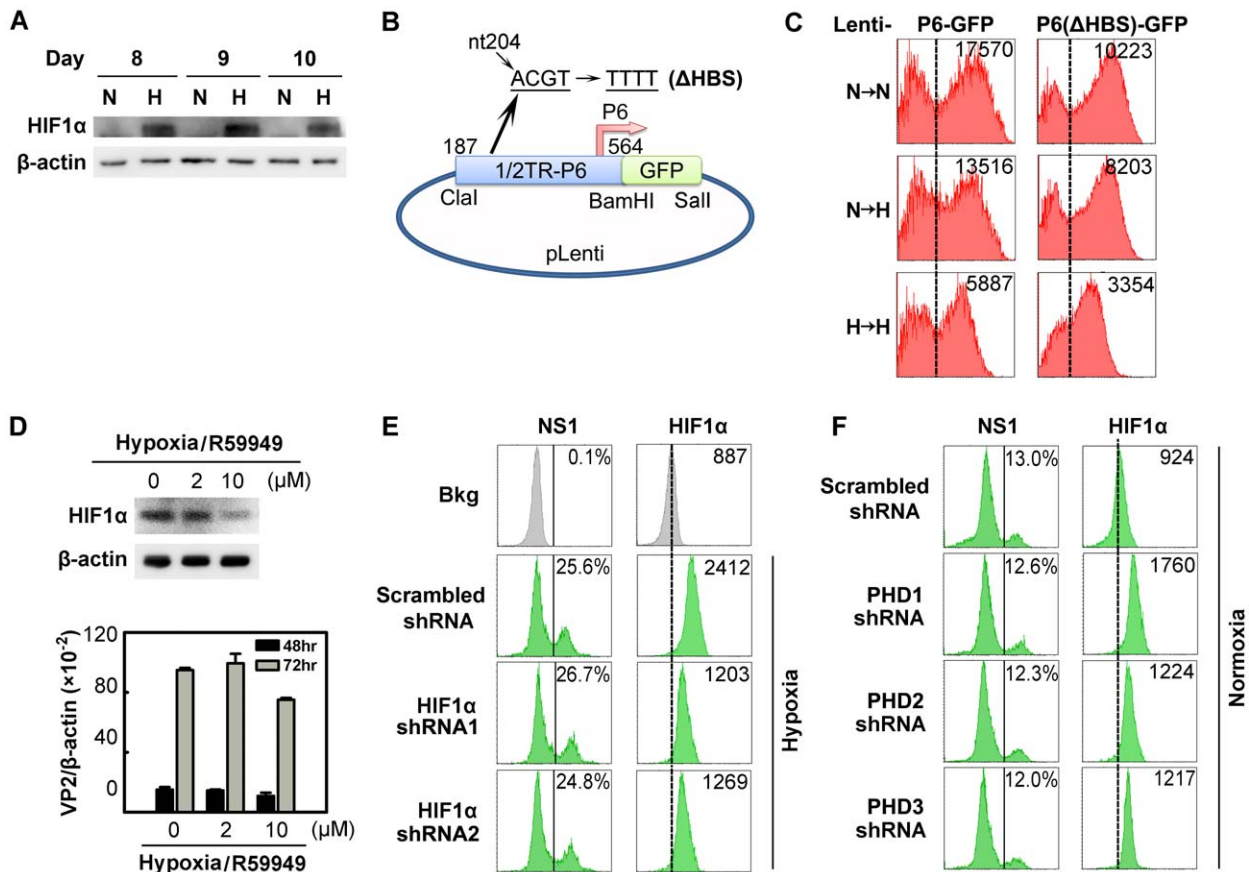 A
Day
8 9 10
N H N H N H
HIF1α
β-actin
B
nt204
ACGT → TTTT (ΔHBS)
P6
187 564
1/2TR-P6 GFP
ClaI BamHI SalI
pLenti
C
Lenti- P6-GFP P6(ΔHBS)-GFP
N→N 17570 10223
N→H 13516 8203
H→H 5887 3354
D
Hypoxia/R59949
0 2 10 (µM)
HIF1α
β-actin
VP2/β-actin (×10-2)
120
80
40
0
48hr
72hr
0 2 10 (µM)
Hypoxia/R59949
E
NS1 HIF1α
Bkg 0.1% 887
Scrambled
shRNA
25.6% 2412
HIF1α
shRNA1
26.7% 1203
HIF1α
shRNA2
24.8% 1269
Hypoxia
F
NS1 HIF1α
Scrambled
shRNA
13.0% 924
PHD1
shRNA
12.6% 1760
PHD2
shRNA
12.3% 1224
PHD3
shRNA
12.0% 1217
Normoxia